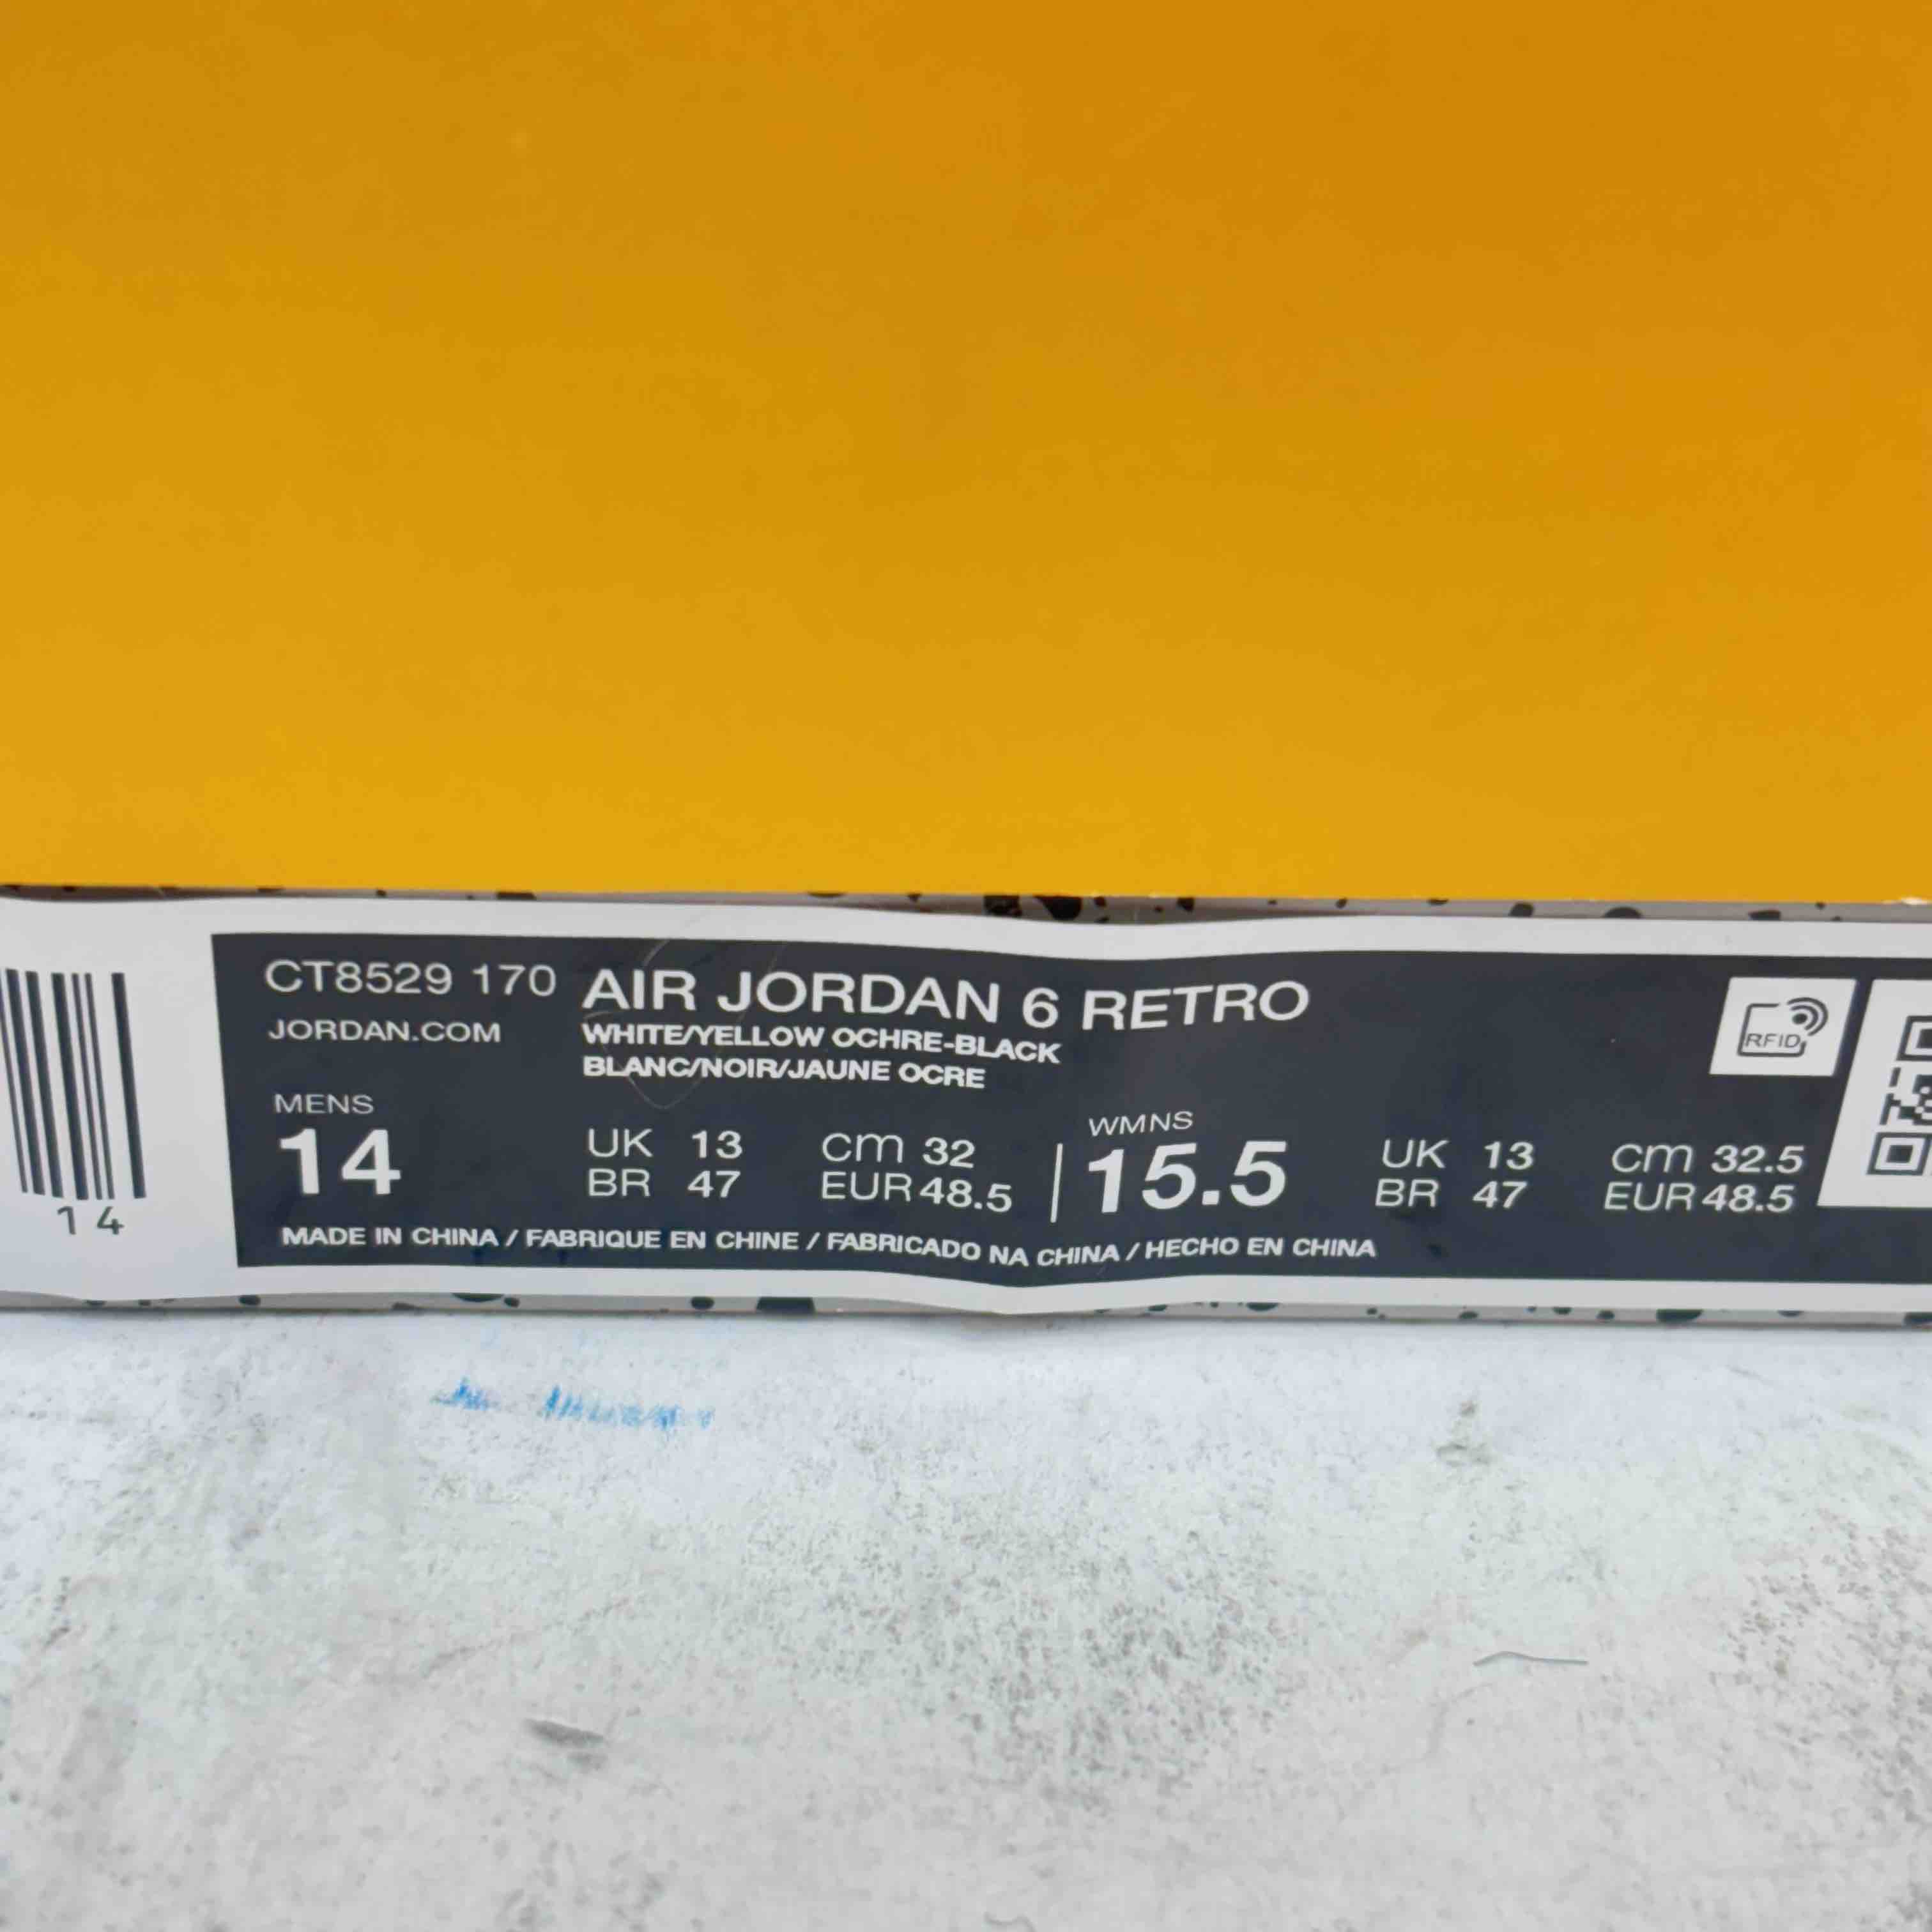 CT8529 170 AIR JORDAN 6 RETRO
JORDAN.COM WHITE/YELLOW OCHRE-BLACK
BLANC/NOIR/JAUNE OCRE
RFID
MENS
14 UK 13 cm 32
BR 47 EUR 48.5
WMNS
15.5 UK 13 cm 32.5
BR 47 EUR 48.5
14
MADE IN CHINA / FABRIQUE EN CHINE / FABRICADO NA CHINA / HECHO EN CHINA